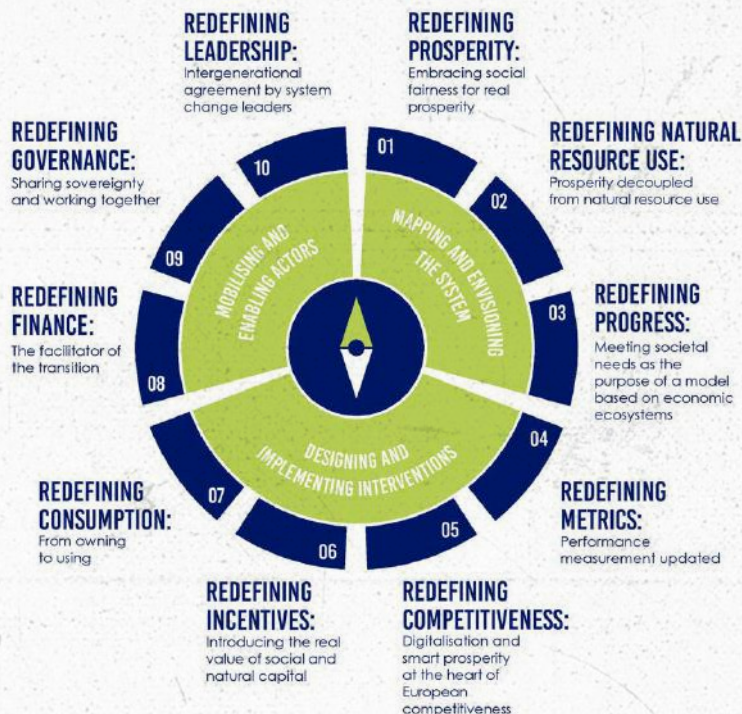 REDEFINING
LEADERSHIP:
Intergenerational
agreement by system
change leaders
REDEFINING
PROSPERITY:
Embracing social
fairness for real
prosperity
REDEFINING
GOVERNANCE:
Sharing sovereignty
and working together
REDEFINING NATURAL
RESOURCE USE:
Prosperity decoupled
from natural resource use
10
01
09
02
08
03
07
04
06
05
MOBILISING AND
ENABLING ACTORS
MAPPING AND ENVISIONING
THE SYSTEM
DESIGNING AND
IMPLEMENTING INTERVENTIONS
REDEFINING
FINANCE:
The facilitator of
the transition
REDEFINING
PROGRESS:
Meeting societal
needs as the
purpose of a model
based on economic
ecosystems
REDEFINING
CONSUMPTION:
From owning
to using
REDEFINING
METRICS:
Performance
measurement updated
REDEFINING
INCENTIVES:
Introducing the real
value of social and
natural capital
REDEFINING
COMPETITIVENESS:
Digitalisation and
smart prosperity
at the heart of
European
competitiveness